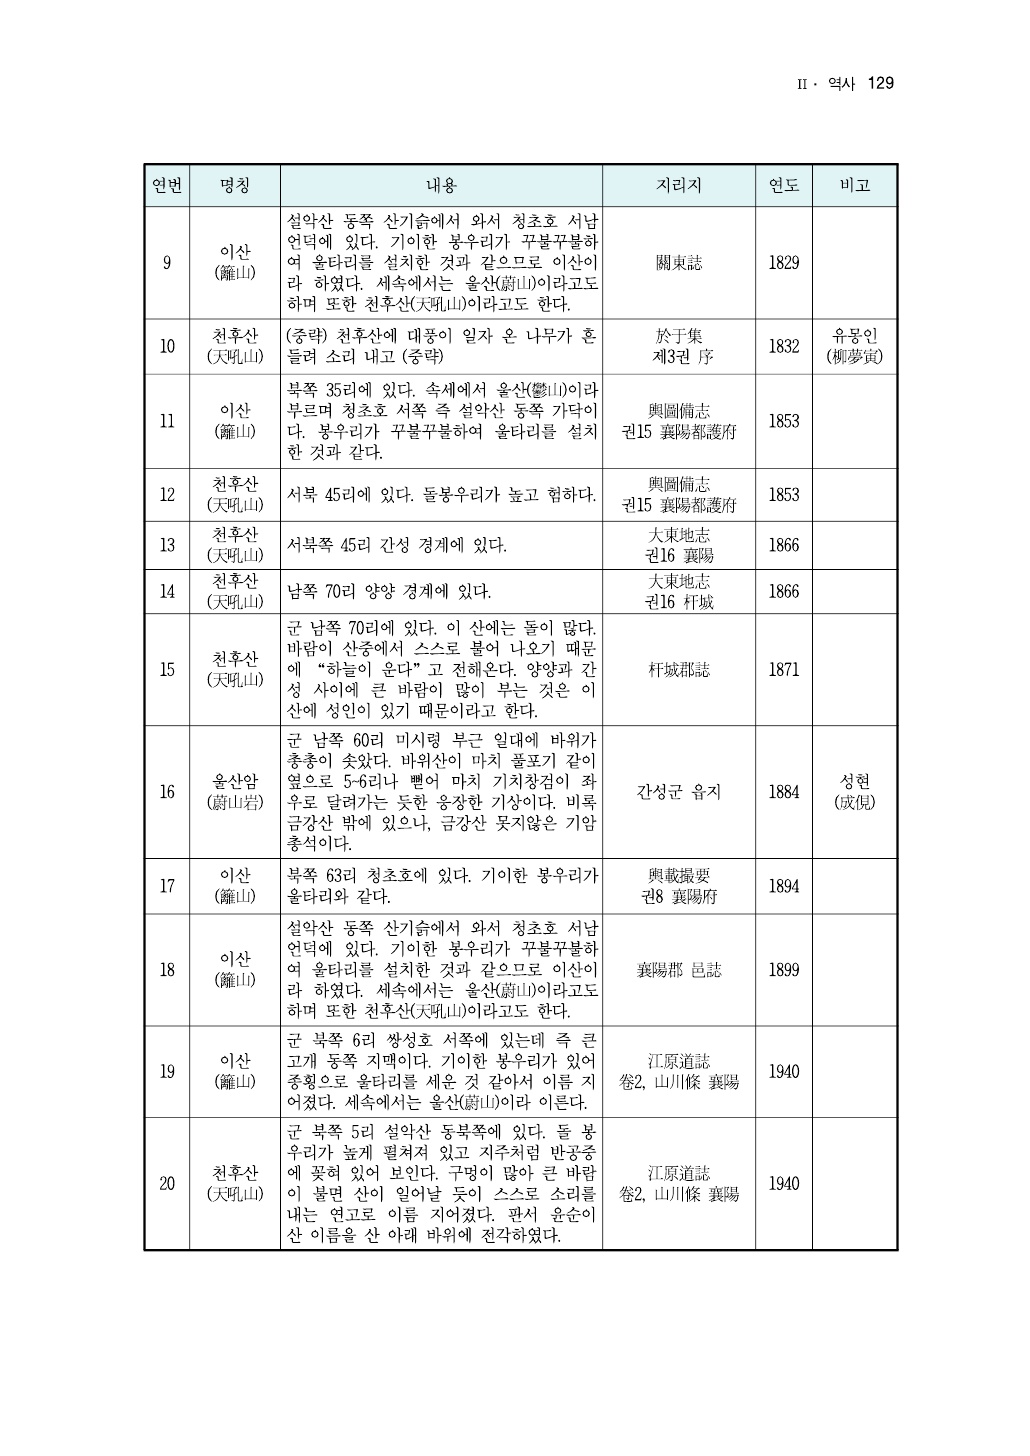 II · 역사 129
연번 명칭 내용 지리지 연도 비고
9
이산
(籬山)
설악산 동쪽 산기슭에서 와서 청초호 서남
언덕에 있다. 기이한 봉우리가 꾸불꾸불하
여 울타리를 설치한 것과 같으므로 이산이
라 하였다. 세속에서는 울산(蔚山)이라고도
하며 또한 천후산(天吼山)이라고도 한다.
關東誌
1829
10
천후산
(天吼山)
(중략) 천후산에 대풍이 일자 온 나무가 흔
들려 소리 내고 (중략)
於于集
제3권 序
1832
유몽인
(柳夢寅)
11
이산
(籬山)
북쪽 35리에 있다. 속세에서 울산(鬱山)이라
부르며 청초호 서쪽 즉 설악산 동쪽 가닥이
다. 봉우리가 꾸불꾸불하여 울타리를 설치
한 것과 같다.
輿圖備志
권15 襄陽都護府
1853
12
천후산
(天吼山)
서북 45리에 있다. 돌봉우리가 높고 험하다.
輿圖備志
권15 襄陽都護府
1853
13
천후산
(天吼山)
서북쪽 45리 간성 경계에 있다.
大東地志
권16 襄陽
1866
14
천후산
(天吼山)
남쪽 70리 양양 경계에 있다.
大東地志
권16 杆城
1866
15
천후산
(天吼山)
군 남쪽 70리에 있다. 이 산에는 돌이 많다.
바람이 산중에서 스스로 불어 나오기 때문
에 “하늘이 운다”고 전해온다. 양양과 간
성 사이에 큰 바람이 많이 부는 것은 이
산에 성인이 있기 때문이라고 한다.
杆城郡誌
1871
16
울산암
(蔚山岩)
군 남쪽 60리 미시령 부근 일대에 바위가
총총이 솟았다. 바위산이 마치 풀포기 같이
옆으로 5~6리나 뻗어 마치 기치창검이 좌
우로 달려가는 듯한 웅장한 기상이다. 비록
금강산 밖에 있으나, 금강산 못지않은 기암
총석이다.
간성군 읍지
1884
성현
(成俔)
17
이산
(籬山)
북쪽 63리 청초호에 있다. 기이한 봉우리가
울타리와 같다.
輿載撮要
권8 襄陽府
1894
18
이산
(籬山)
설악산 동쪽 산기슭에서 와서 청초호 서남
언덕에 있다. 기이한 봉우리가 꾸불꾸불하
여 울타리를 설치한 것과 같으므로 이산이
라 하였다. 세속에서는 울산(蔚山)이라고도
하며 또한 천후산(天吼山)이라고도 한다.
襄陽郡 邑誌
1899
19
이산
(籬山)
군 북쪽 6리 쌍성호 서쪽에 있는데 즉 큰
고개 동쪽 지맥이다. 기이한 봉우리가 있어
종횡으로 울타리를 세운 것 같아서 이름 지
어졌다. 세속에서는 울산(蔚山)이라 이른다.
江原道誌
卷2, 山川條 襄陽
1940
20
천후산
(天吼山)
군 북쪽 5리 설악산 동북쪽에 있다. 돌 봉
우리가 높게 펼쳐져 있고 지주처럼 반공중
에 꽂혀 있어 보인다. 구멍이 많아 큰 바람
이 불면 산이 일어날 듯이 스스로 소리를
내는 연고로 이름 지어졌다. 판서 윤순이
산 이름을 산 아래 바위에 전각하였다.
江原道誌
卷2, 山川條 襄陽
1940